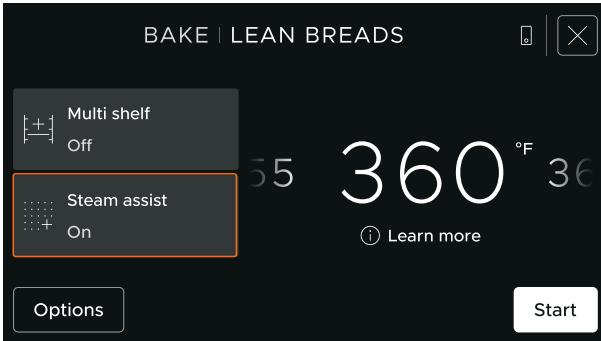 BAKE | LEAN BREADS
Multi shelf
Off
Steam assist
On
55
360 °F
36
Learn more
Options
Start